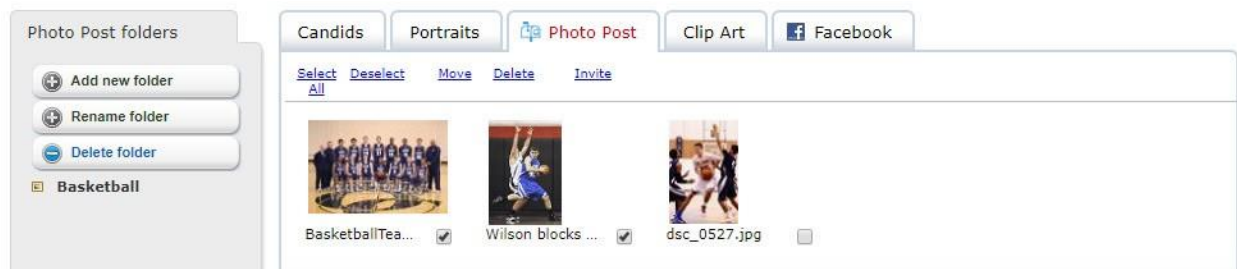 Photo Post folders
Add new folder
Rename folder
Delete folder
Basketball
Candids Portraits Photo Post Clip Art Facebook
Select Deselect Move Delete Invite
All
BasketballTea... Wilson blocks ... dsc_0527.jpg